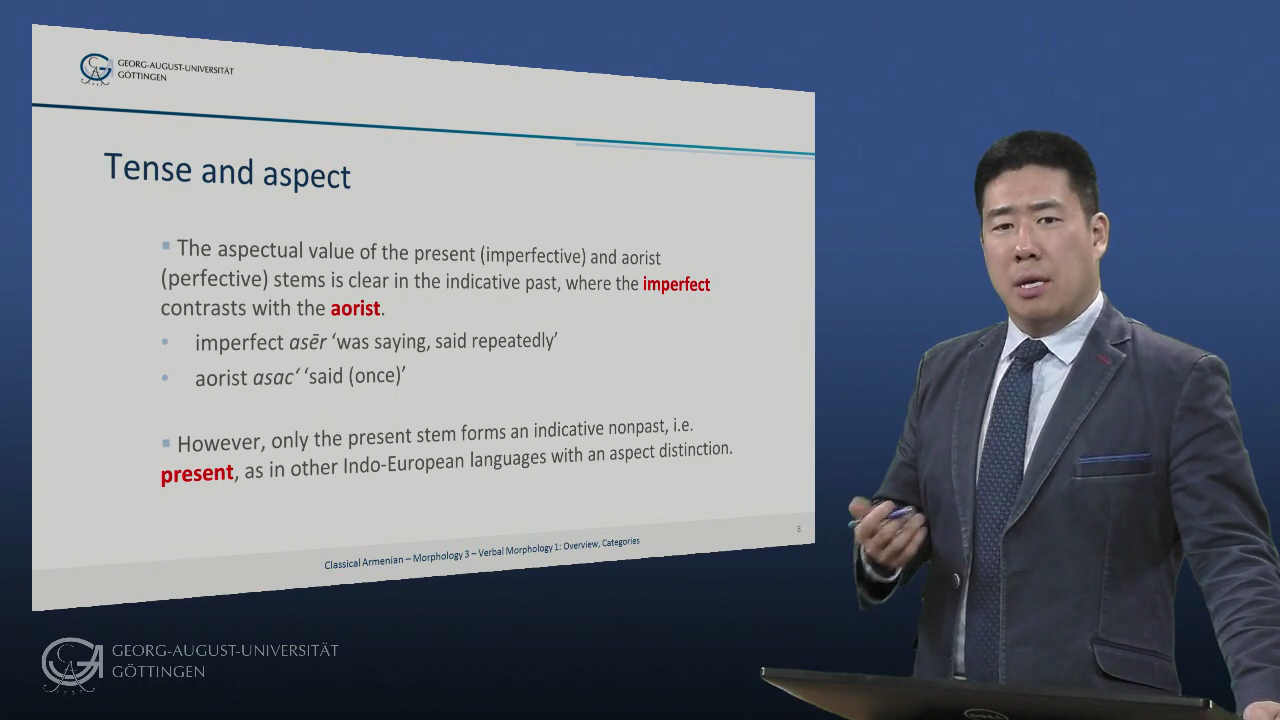 GEORG-AUGUST-UNIVERSITÄT
GÖTTINGEN
Tense and aspect
▪ The aspectual value of the present (imperfective) and aorist
(perfective) stems is clear in the indicative past, where the imperfect
contrasts with the aorist.
• imperfect asēr ‘was saying, said repeatedly’
• aorist asac‘ ‘said (once)’
▪ However, only the present stem forms an indicative nonpast, i.e.
present, as in other Indo-European languages with an aspect distinction.
8
Classical Armenian – Morphology 3 – Verbal Morphology 1: Overview, Categories
GEORG-AUGUST-UNIVERSITÄT
GÖTTINGEN